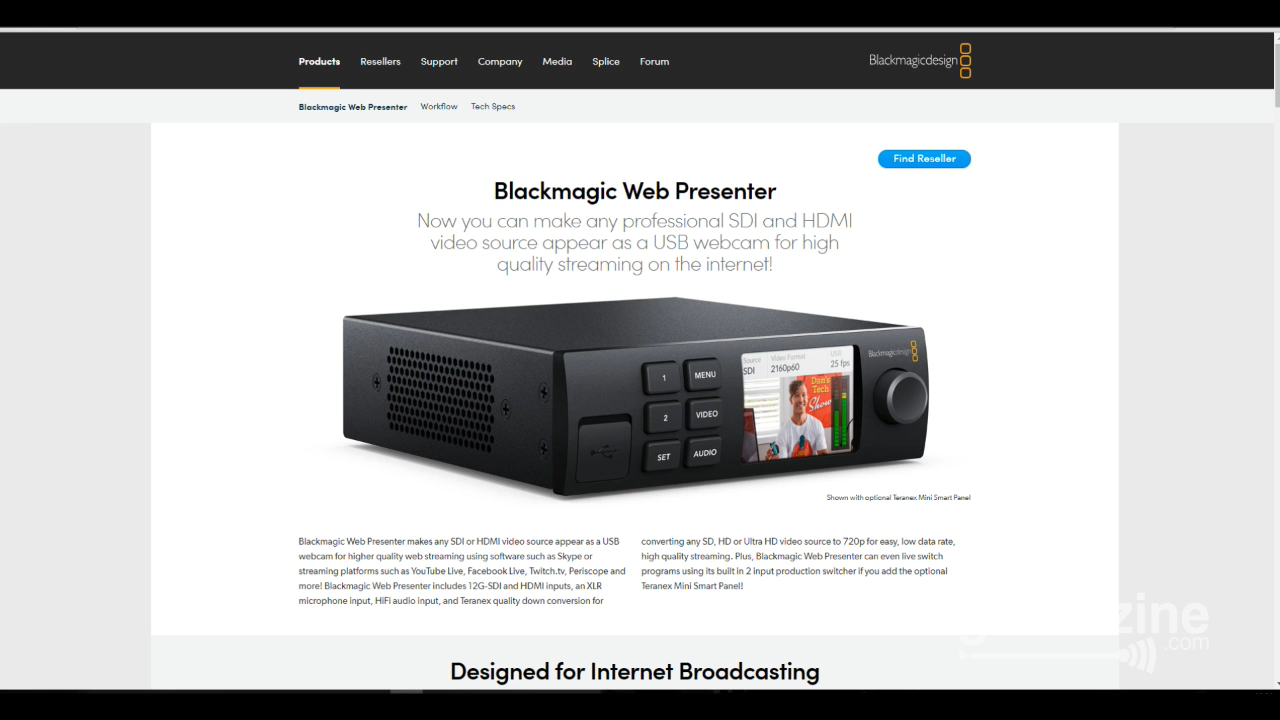 Products Resellers Support Company Media Splice Forum
Blackmagicdesign
Blackmagic Web Presenter Workflow Tech Specs
Find Reseller
Blackmagic Web Presenter
Now you can make any professional SDI and HDMI
video source appear as a USB webcam for high
quality streaming on the internet!
1 MENU
2 VIDEO
SET AUDIO
Source Video Format USB
SDI 2160p60 25 fps
Dan's
Tech
Show
Blackmagicdesign
Shown with optional Teranex Mini Smart Panel
Blackmagic Web Presenter makes any SDI or HDMI video source appear as a USB
webcam for higher quality web streaming using software such as Skype or
streaming platforms such as YouTube Live, Facebook Live, Twitch.tv, Periscope and
more! Blackmagic Web Presenter includes 12G-SDI and HDMI inputs, an XLR
microphone input, HiFi audio input, and Teranex quality down conversion for
converting any SD, HD or Ultra HD video source to 720p for easy, low data rate,
high quality streaming. Plus, Blackmagic Web Presenter can even live switch
programs using its built in 2 input production switcher if you add the optional
Teranex Mini Smart Panel!
zine
.com
Designed for Internet Broadcasting